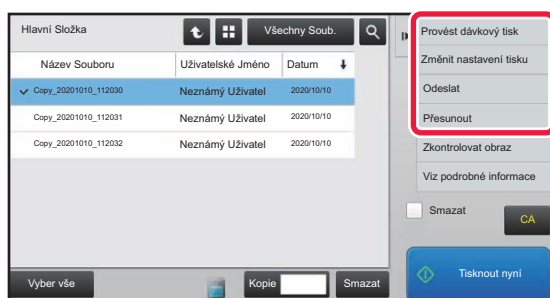 Hlavní Složka
Všechny Soub.
Název Souboru
Uživatelské Jméno
Datum
Copy_20201010_112030
Neznámý Uživatel
2020/10/10
Copy_20201010_112031
Neznámý Uživatel
2020/10/10
Copy_20201010_112032
Neznámý Uživatel
2020/10/10
Vyber vše
Kopie
Smazat
Provést dávkový tisk
Změnit nastavení tisku
Odeslat
Přesunout
Zkontrolovat obraz
Viz podrobné informace
Smazat
CA
Tisknout nyní